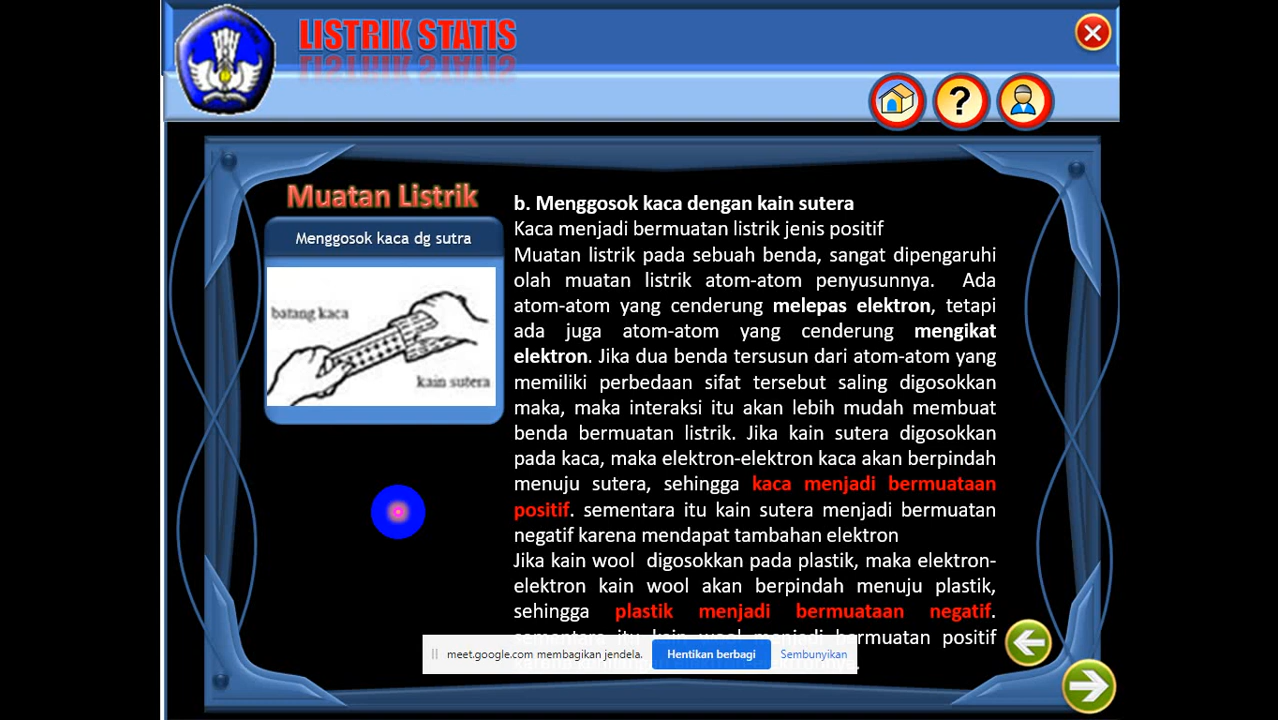 LISTRIK STATIS
?
Muatan Listrik
Menggosok kaca dg sutra
batang kaca
kain sutera
b. Menggosok kaca dengan kain sutera
Kaca menjadi bermuatan listrik jenis positif
Muatan listrik pada sebuah benda, sangat dipengaruhi
olah muatan listrik atom-atom penyusunnya. Ada
atom-atom yang cenderung melepas elektron, tetapi
ada juga atom-atom yang cenderung mengikat
elektron. Jika dua benda tersusun dari atom-atom yang
memiliki perbedaan sifat tersebut saling digosokkan
maka, maka interaksi itu akan lebih mudah membuat
benda bermuatan listrik. Jika kain sutera digosokkan
pada kaca, maka elektron-elektron kaca akan berpindah
menuju sutera, sehingga kaca menjadi bermuataan
positif. sementara itu kain sutera menjadi bermuatan
negatif karena mendapat tambahan elektron
Jika kain wool digosokkan pada plastik, maka elektron-
elektron kain wool akan berpindah menuju plastik,
sehingga plastik menjadi bermuataan negatif.
sementara itu kain wool menjadi bermuatan positif
meet.google.com membagikan jendela.
Hentikan berbagi
Sembunyikan